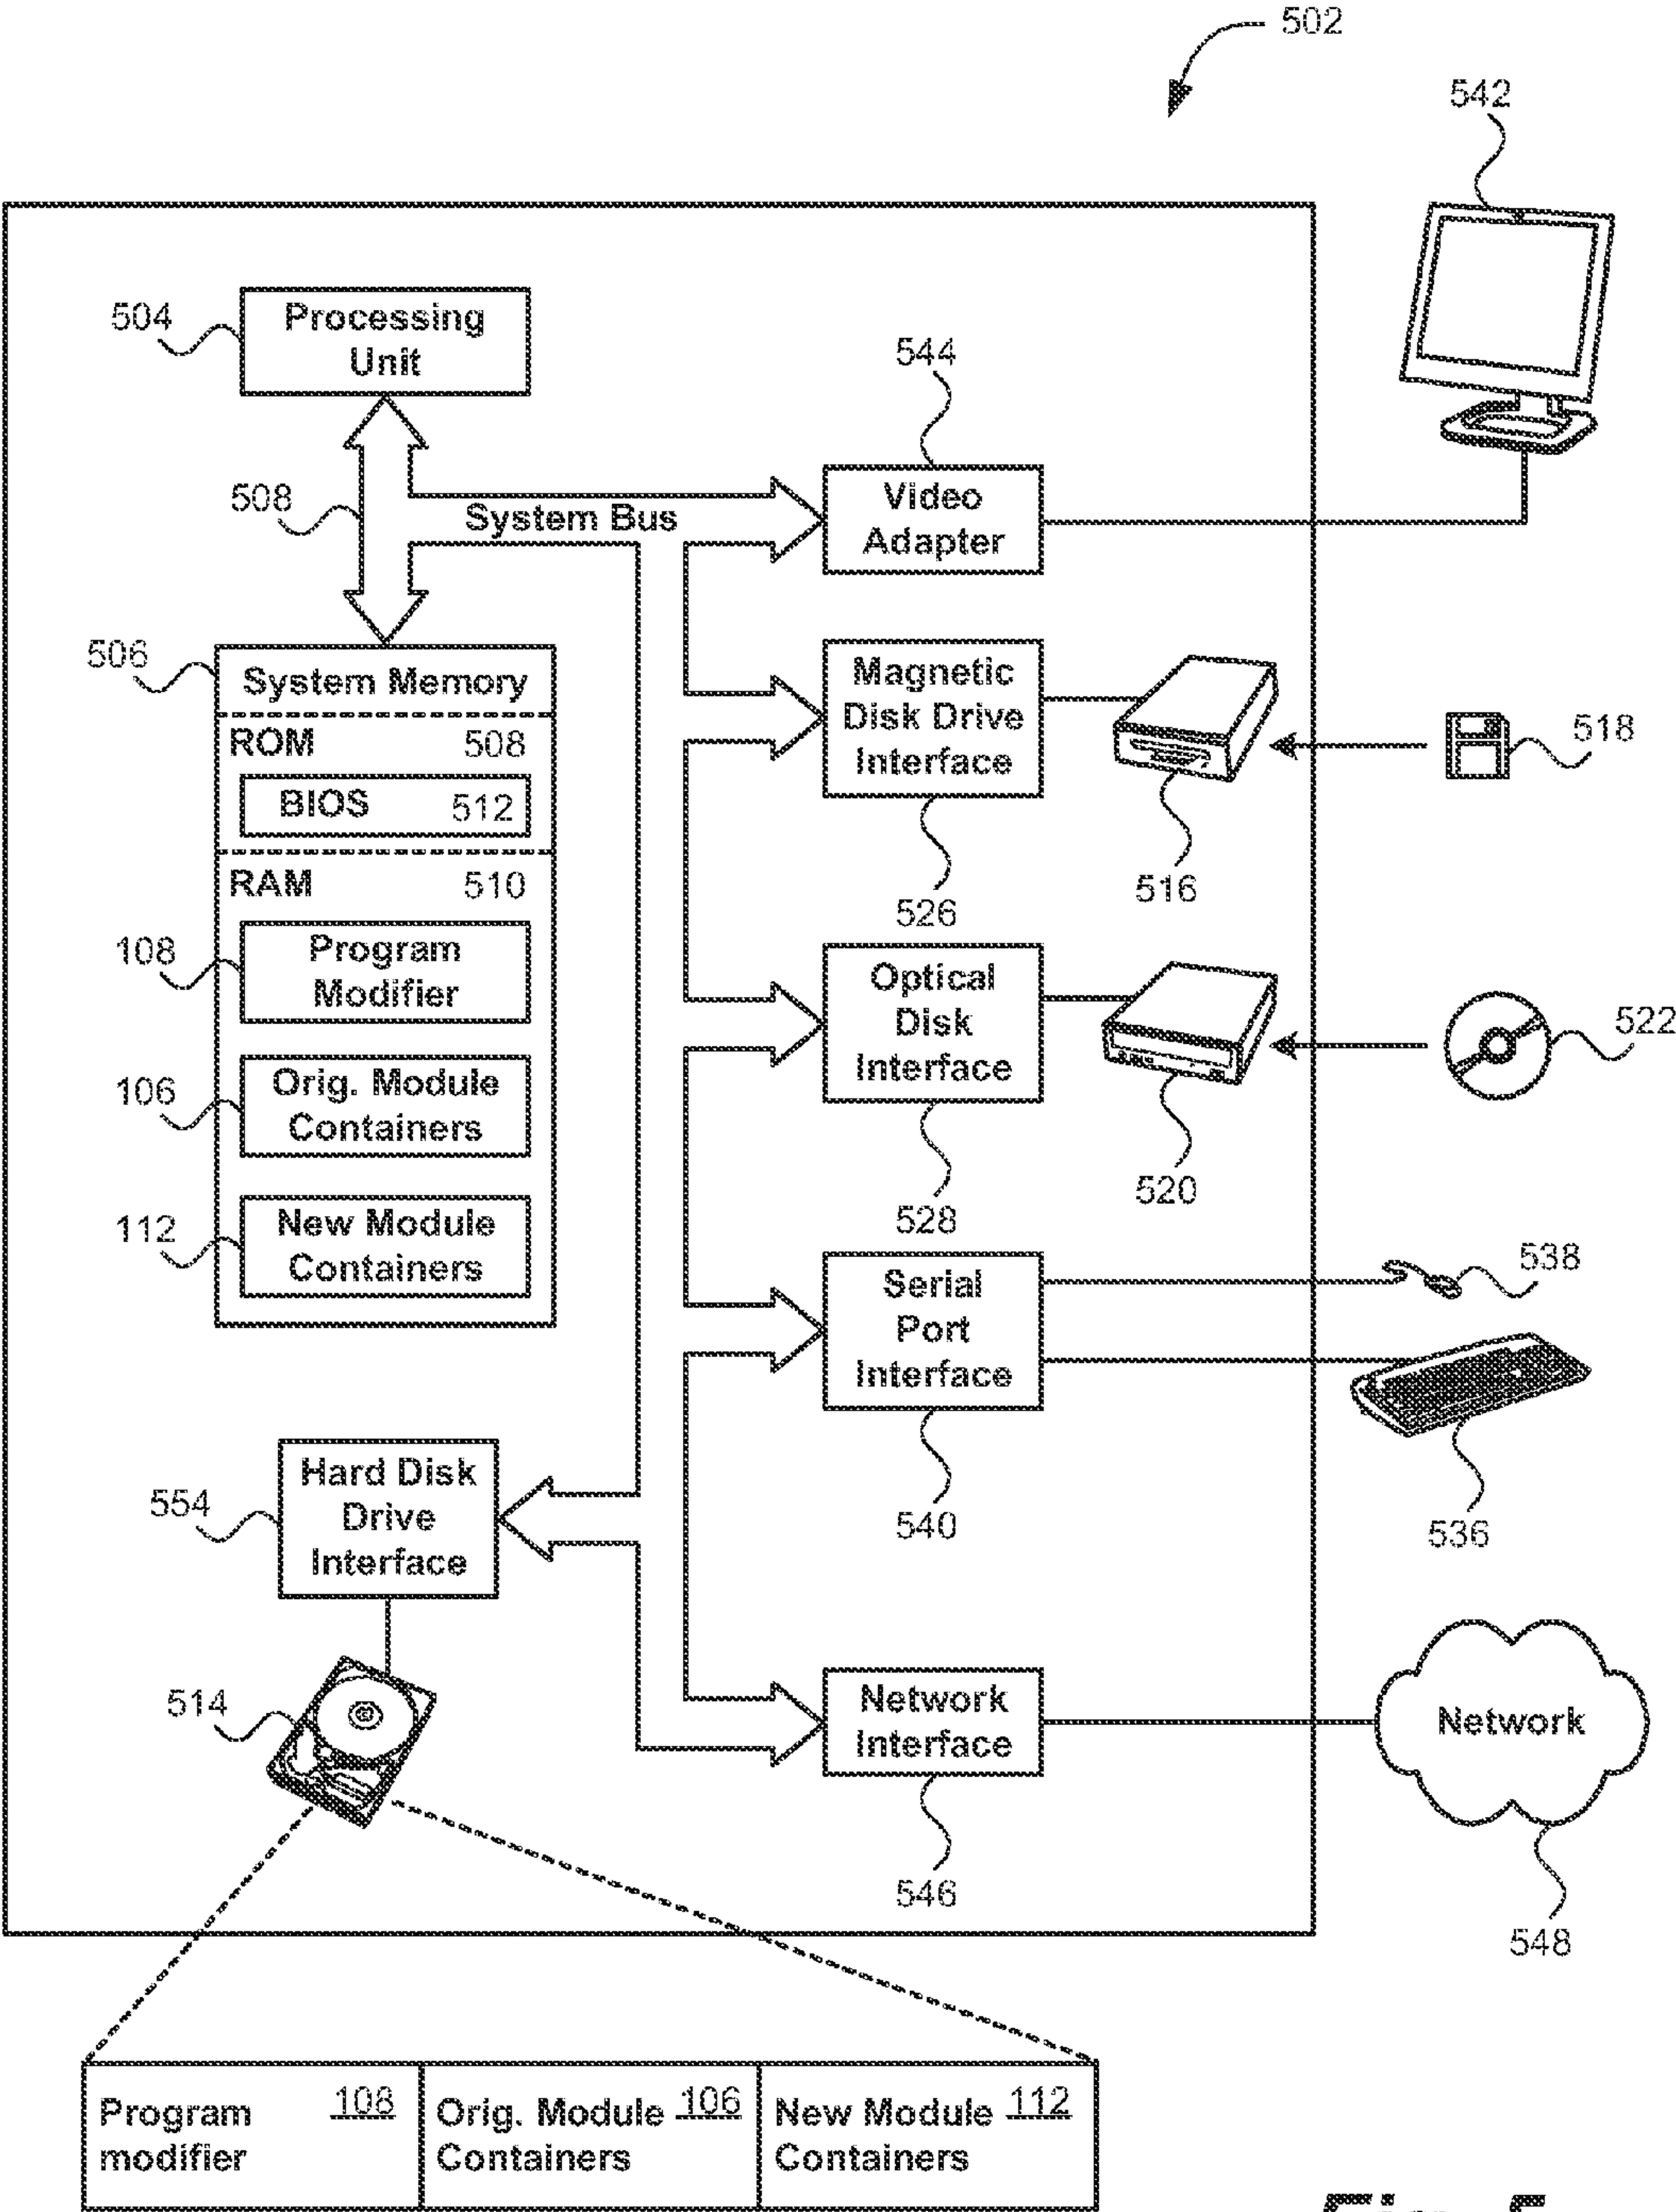 502
542
504
Processing
Unit
544
508
System Bus
Video
Adapter
506
System Memory
ROM 508
BIOS 512
RAM 510
108
Program
Modifier
106
Orig. Module
Containers
112
New Module
Containers
Magnetic
Disk Drive
Interface
526
516
518
Optical
Disk
Interface
528
520
522
Serial
Port
Interface
540
538
536
554
Hard Disk
Drive
Interface
514
Network
Interface
546
Network
548
Program 108
modifier
Orig. Module 106
Containers
New Module 112
Containers